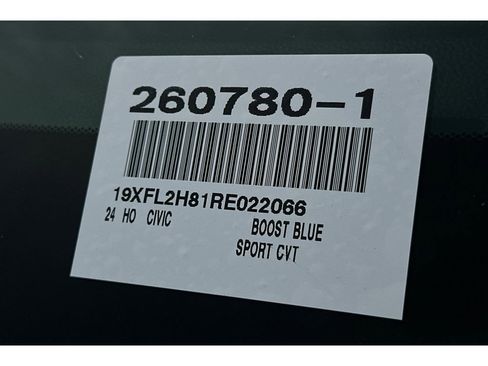 260780-1
19XFL2H81RE022066
24 HO CIVIC BOOST BLUE
SPORT CVT